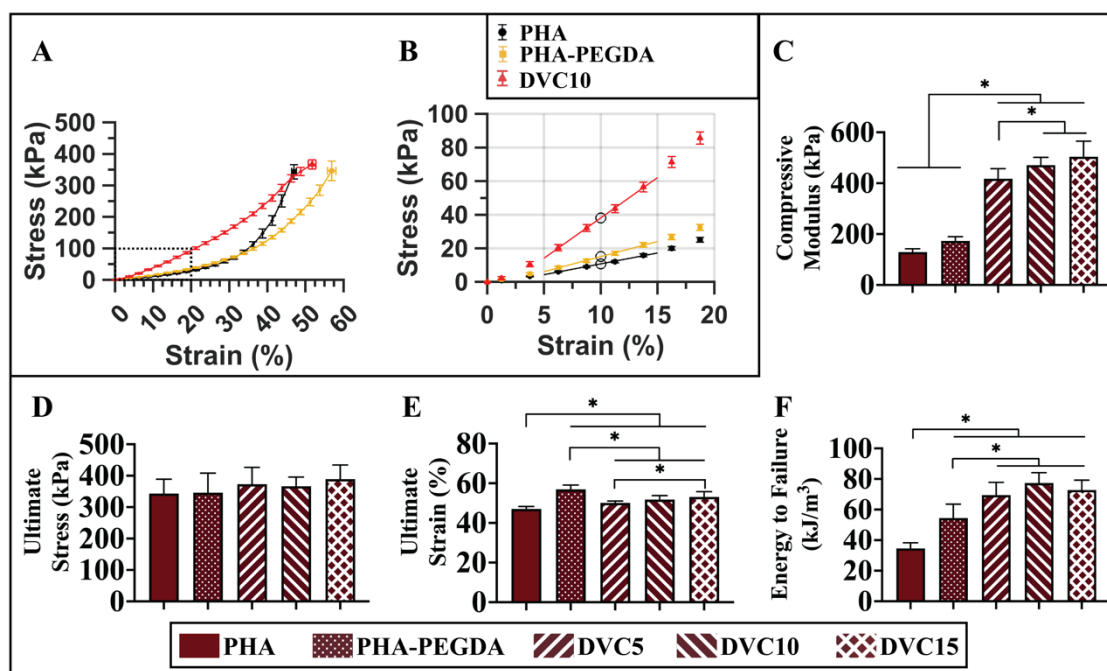 A
Stress (kPa)
500
400
300
200
100
0
0
10
20
30
40
50
60
Strain (%)
PHA
PHA-PEGDA
DVC10
B
Stress (kPa)
100
80
60
40
20
0
0
5
10
15
20
Strain (%)
C
Compressive
Modulus (kPa)
600
400
200
0
*
*
D
Ultimate
Stress (kPa)
500
400
300
200
100
0
E
Ultimate
Strain (%)
80
60
40
20
0
*
*
*
F
Energy to Failure
(kJ/m³)
100
80
60
40
20
0
*
*
PHA PHA-PEGDA DVC5 DVC10 DVC15